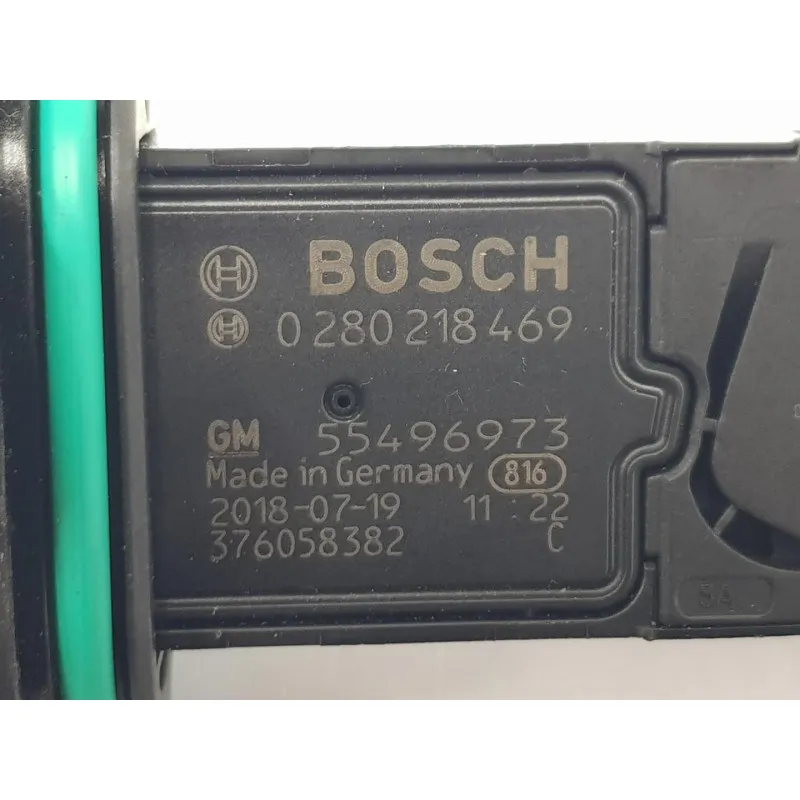 BOSCH
0 280 218 469
GM 55496973
Made in Germany 816
2018-07-19 11:22
376058382 C